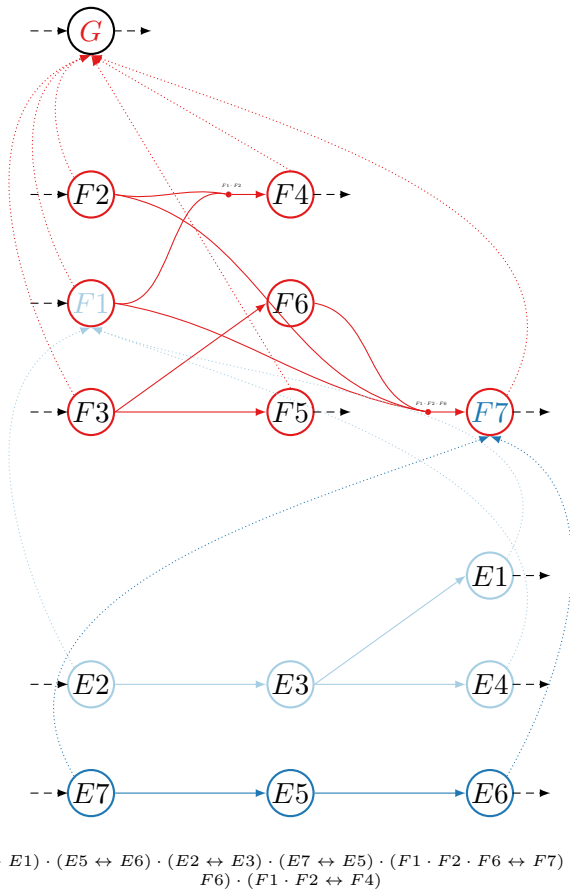 G
F2
F1 · F2
F4
F1
F6
F3
F5
F1 · F2 · F6
F7
E1
E2
E3
E4
E7
E5
E6
· E1) · (E5 ↔ E6) · (E2 ↔ E3) · (E7 ↔ E5) · (F1 · F2 · F6 ↔ F7)
F6) · (F1 · F2 ↔ F4)